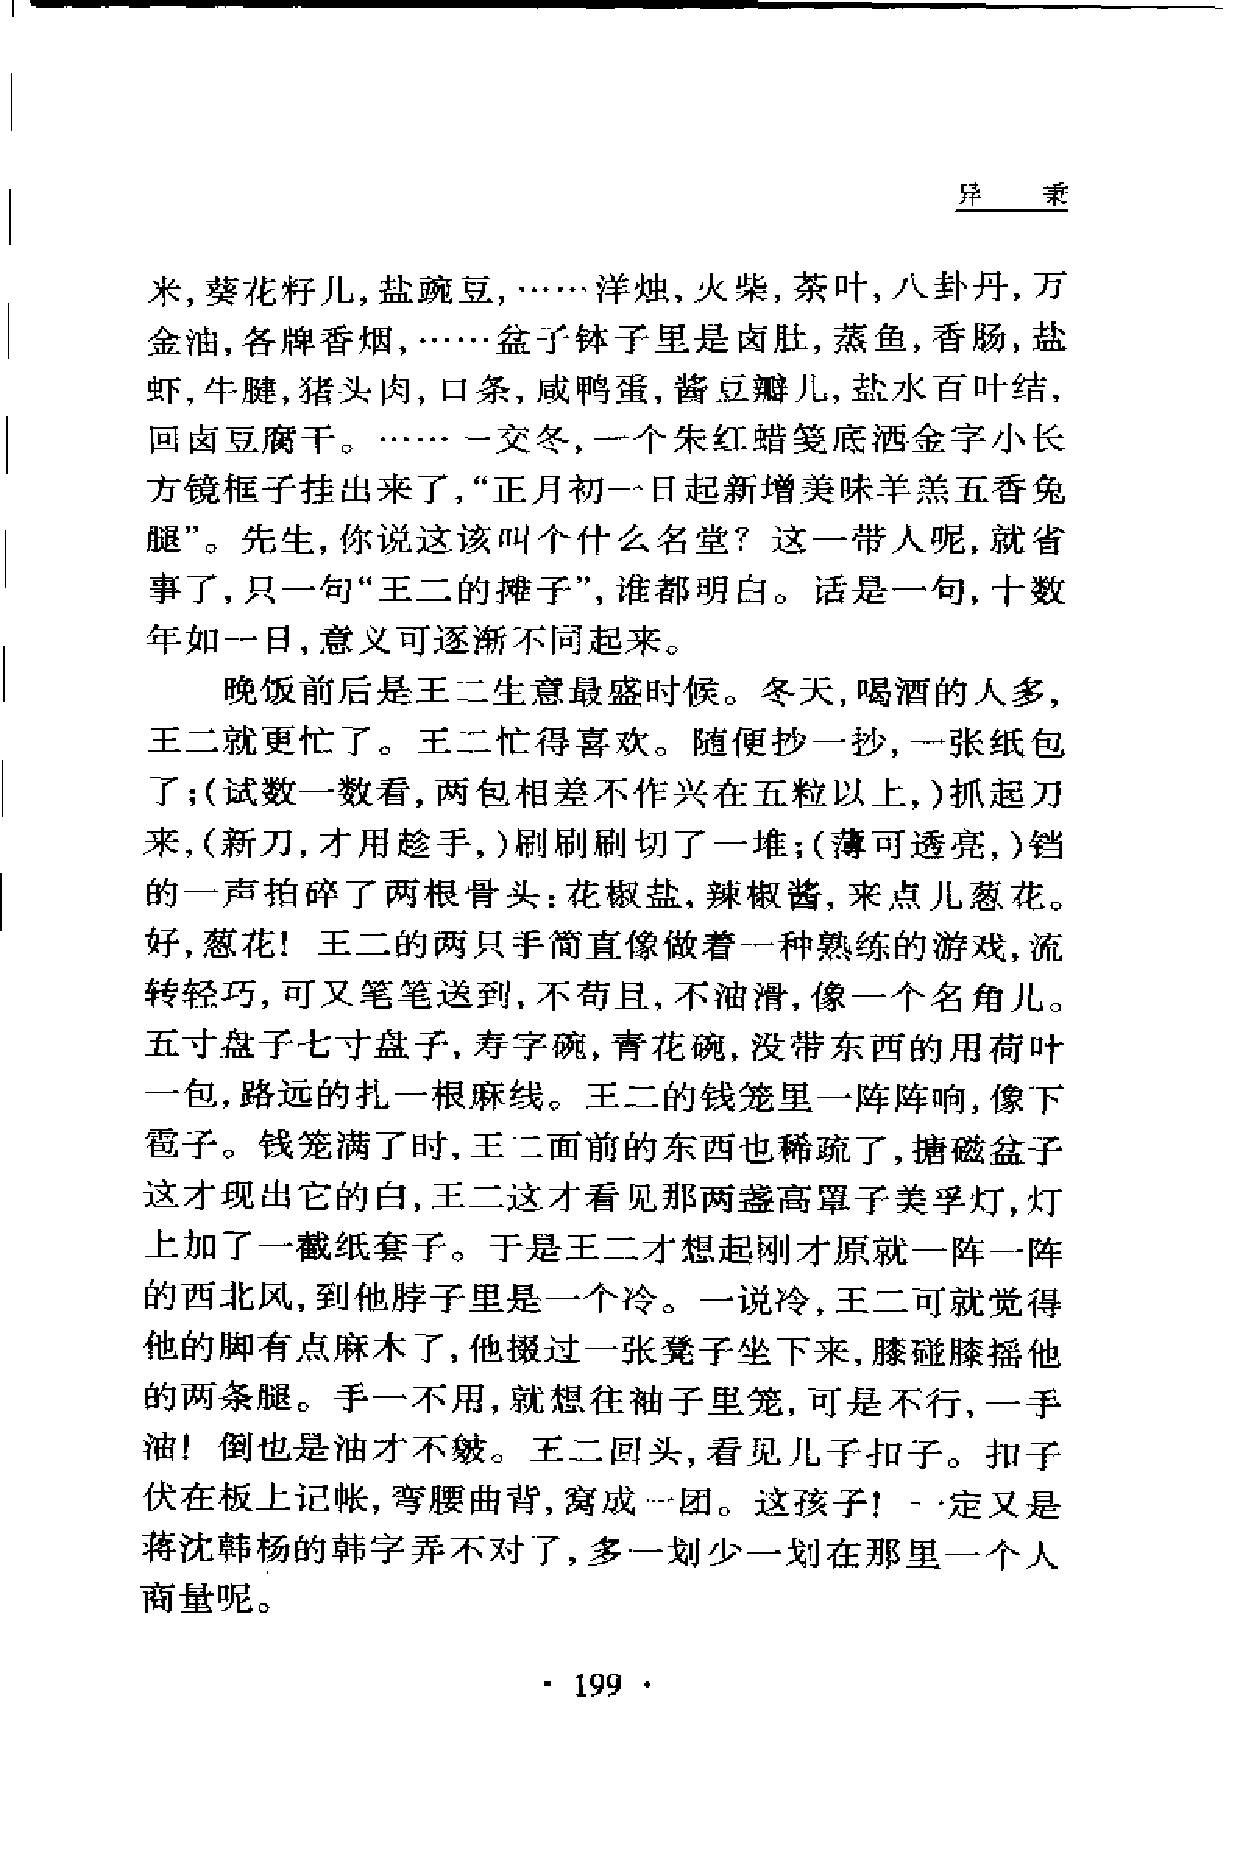 异 秉
米,葵花籽儿,盐豌豆,……洋烛,火柴,茶叶,八卦丹,万
金油,各牌香烟,……盆子钵子里是卤肚,蒸鱼,香肠,盐
虾,牛腱,猪头肉,口条,咸鸭蛋,酱豆瓣儿,盐水百叶结,
回卤豆腐干。……一交冬,一个朱红蜡笺底洒金字小长
方镜框子挂出来了,“正月初一日起新增美味羊羔五香兔
腿”。先生,你说这该叫个什么名堂?这一带人呢,就省
事了,只一句“王二的摊子”,谁都明白。话是一句,十数
年如一日,意义可逐渐不同起来。
晚饭前后是王二生意最盛时候。冬天,喝酒的人多,
王二就更忙了。王二忙得喜欢。随便抄一抄,一张纸包
了;(试数一数看,两包相差不作兴在五粒以上,)抓起刀
来,(新刀,才用趁手,)刷刷刷切了一堆;(薄可透亮,)铛
的一声拍碎了两根骨头:花椒盐,辣椒酱,来点儿葱花。
好,葱花!王二的两只手简直像做着一种熟练的游戏,流
转轻巧,可又笔笔送到,不苟且,不油滑,像一个名角儿。
五寸盘子七寸盘子,寿字碗,青花碗,没带东西的用荷叶
一包,路远的扎一根麻线。王二的钱笼里一阵阵响,像下
雹子。钱笼满了时,王二面前的东西也稀疏了,搪磁盆子
这才现出它的白,王二这才看见那两盏高罩子美孚灯,灯
上加了一截纸套子。于是王二才想起刚才原就一阵一阵
的西北风,到他脖子里是一个冷。一说冷,王二可就觉得
他的脚有点麻木了,他掇过一张凳子坐下来,膝碰膝摇他
的两条腿。手一不用,就想往袖子里笼,可是不行,一手
油!倒也是油才不皴。王二回头,看见儿子扣子。扣子
伏在板上记帐,弯腰曲背,窝成一团。这孩子!一定又是
蒋沈韩杨的韩字弄不对了,多一划少一划在那里一个人
商量呢。
· 199 ·